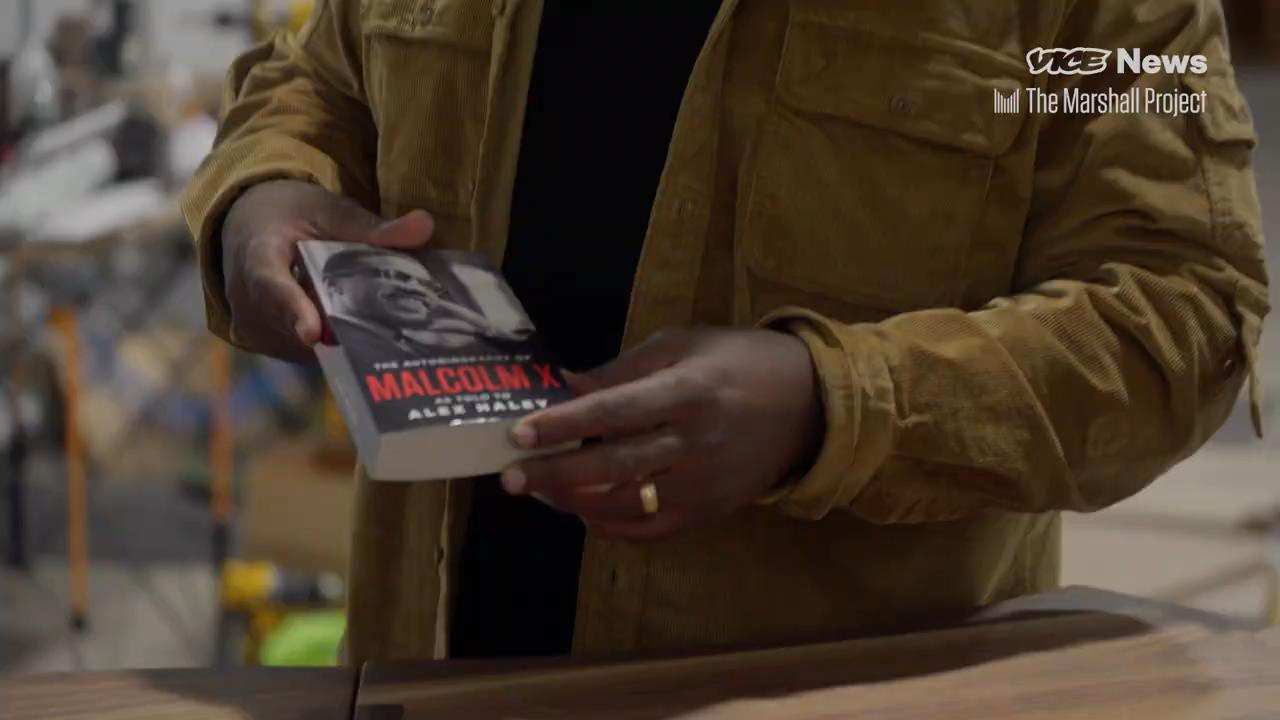 VICE News
The Marshall Project
THE AUTOBIOGRAPHY OF
MALCOLM X
AS TOLD TO
ALEX HALEY